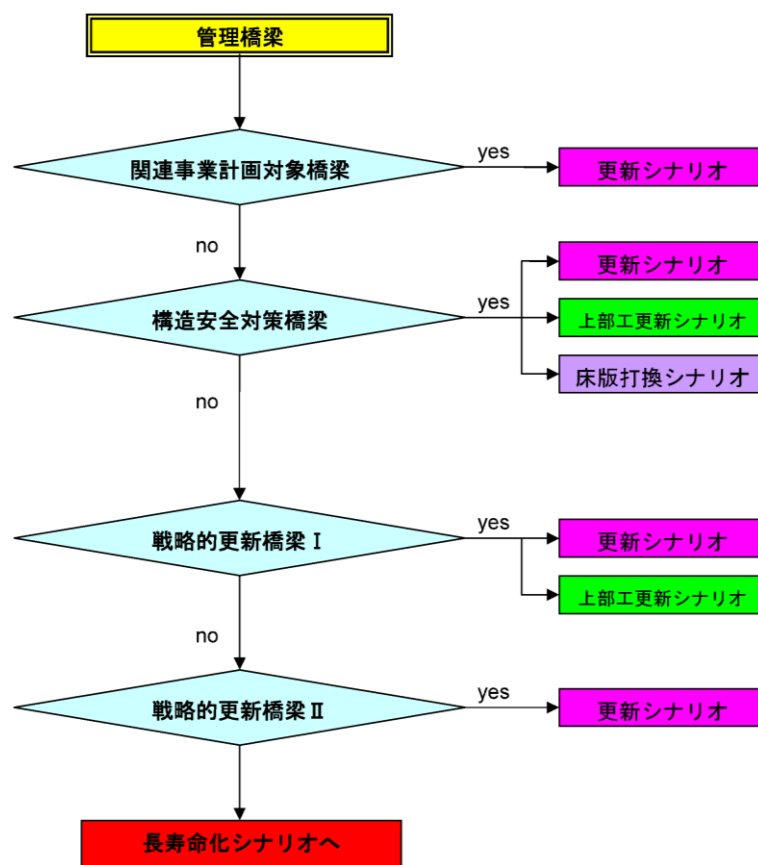 管理橋梁
関連事業計画対象橋梁
yes
更新シナリオ
no
更新シナリオ
構造安全対策橋梁
yes
上部工更新シナリオ
床版打換シナリオ
no
戦略的更新橋梁Ⅰ
yes
更新シナリオ
上部工更新シナリオ
no
戦略的更新橋梁Ⅱ
yes
更新シナリオ
長寿命化シナリオへ